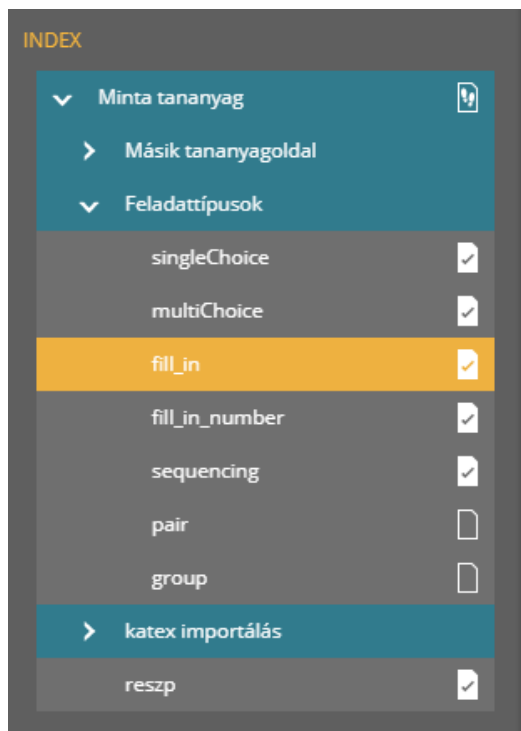 INDEX
Minta tananyag
Másik tananyagoldal
Feladattípusok
singleChoice
multiChoice
fill_in
fill_in_number
sequencing
pair
group
katex importálás
reszp